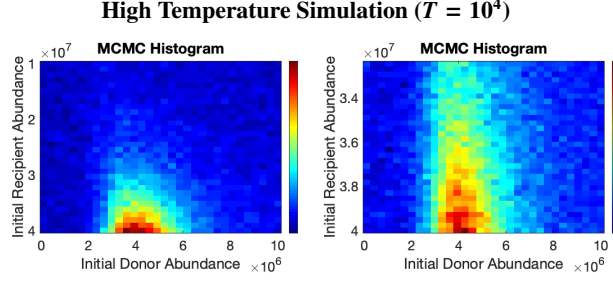 High Temperature Simulation (T = 10⁴)
MCMC Histogram
×10⁷
1
2
3
4
Initial Recipient Abundance
0 2 4 6 8 10
Initial Donor Abundance ×10⁶
MCMC Histogram
×10⁷
3.4
3.6
3.8
4
Initial Recipient Abundance
0 2 4 6 8 10
Initial Donor Abundance ×10⁶